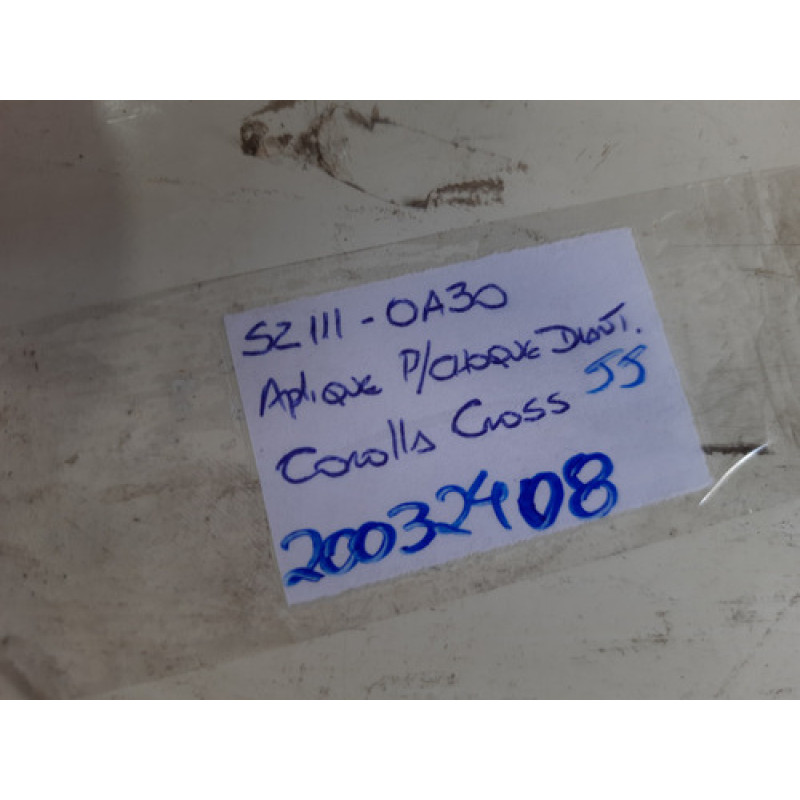 52111-0A30
Aplique P/CHOQUE DIANT.
Corolla Cross 55
20032408